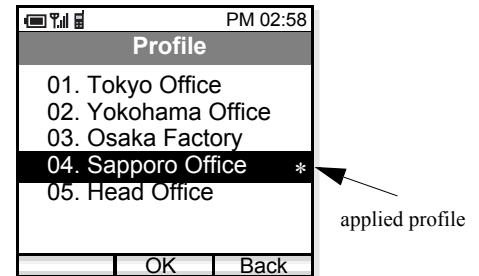 PM 02:58
Profile
01. Tokyo Office
02. Yokohama Office
03. Osaka Factory
04. Sapporo Office *
05. Head Office
applied profile
OK Back